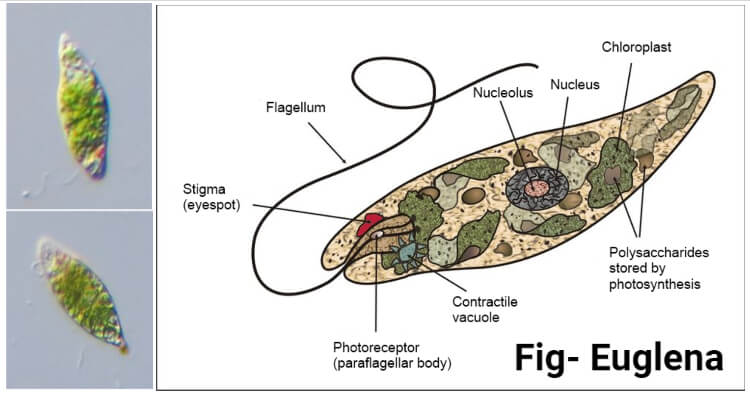 Chloroplast
Nucleolus
Nucleus
Flagellum
Stigma
(eyespot)
Polysaccharides
stored by
photosynthesis
Contractile
vacuole
Photoreceptor
(paraflagellar body)
Fig- Euglena